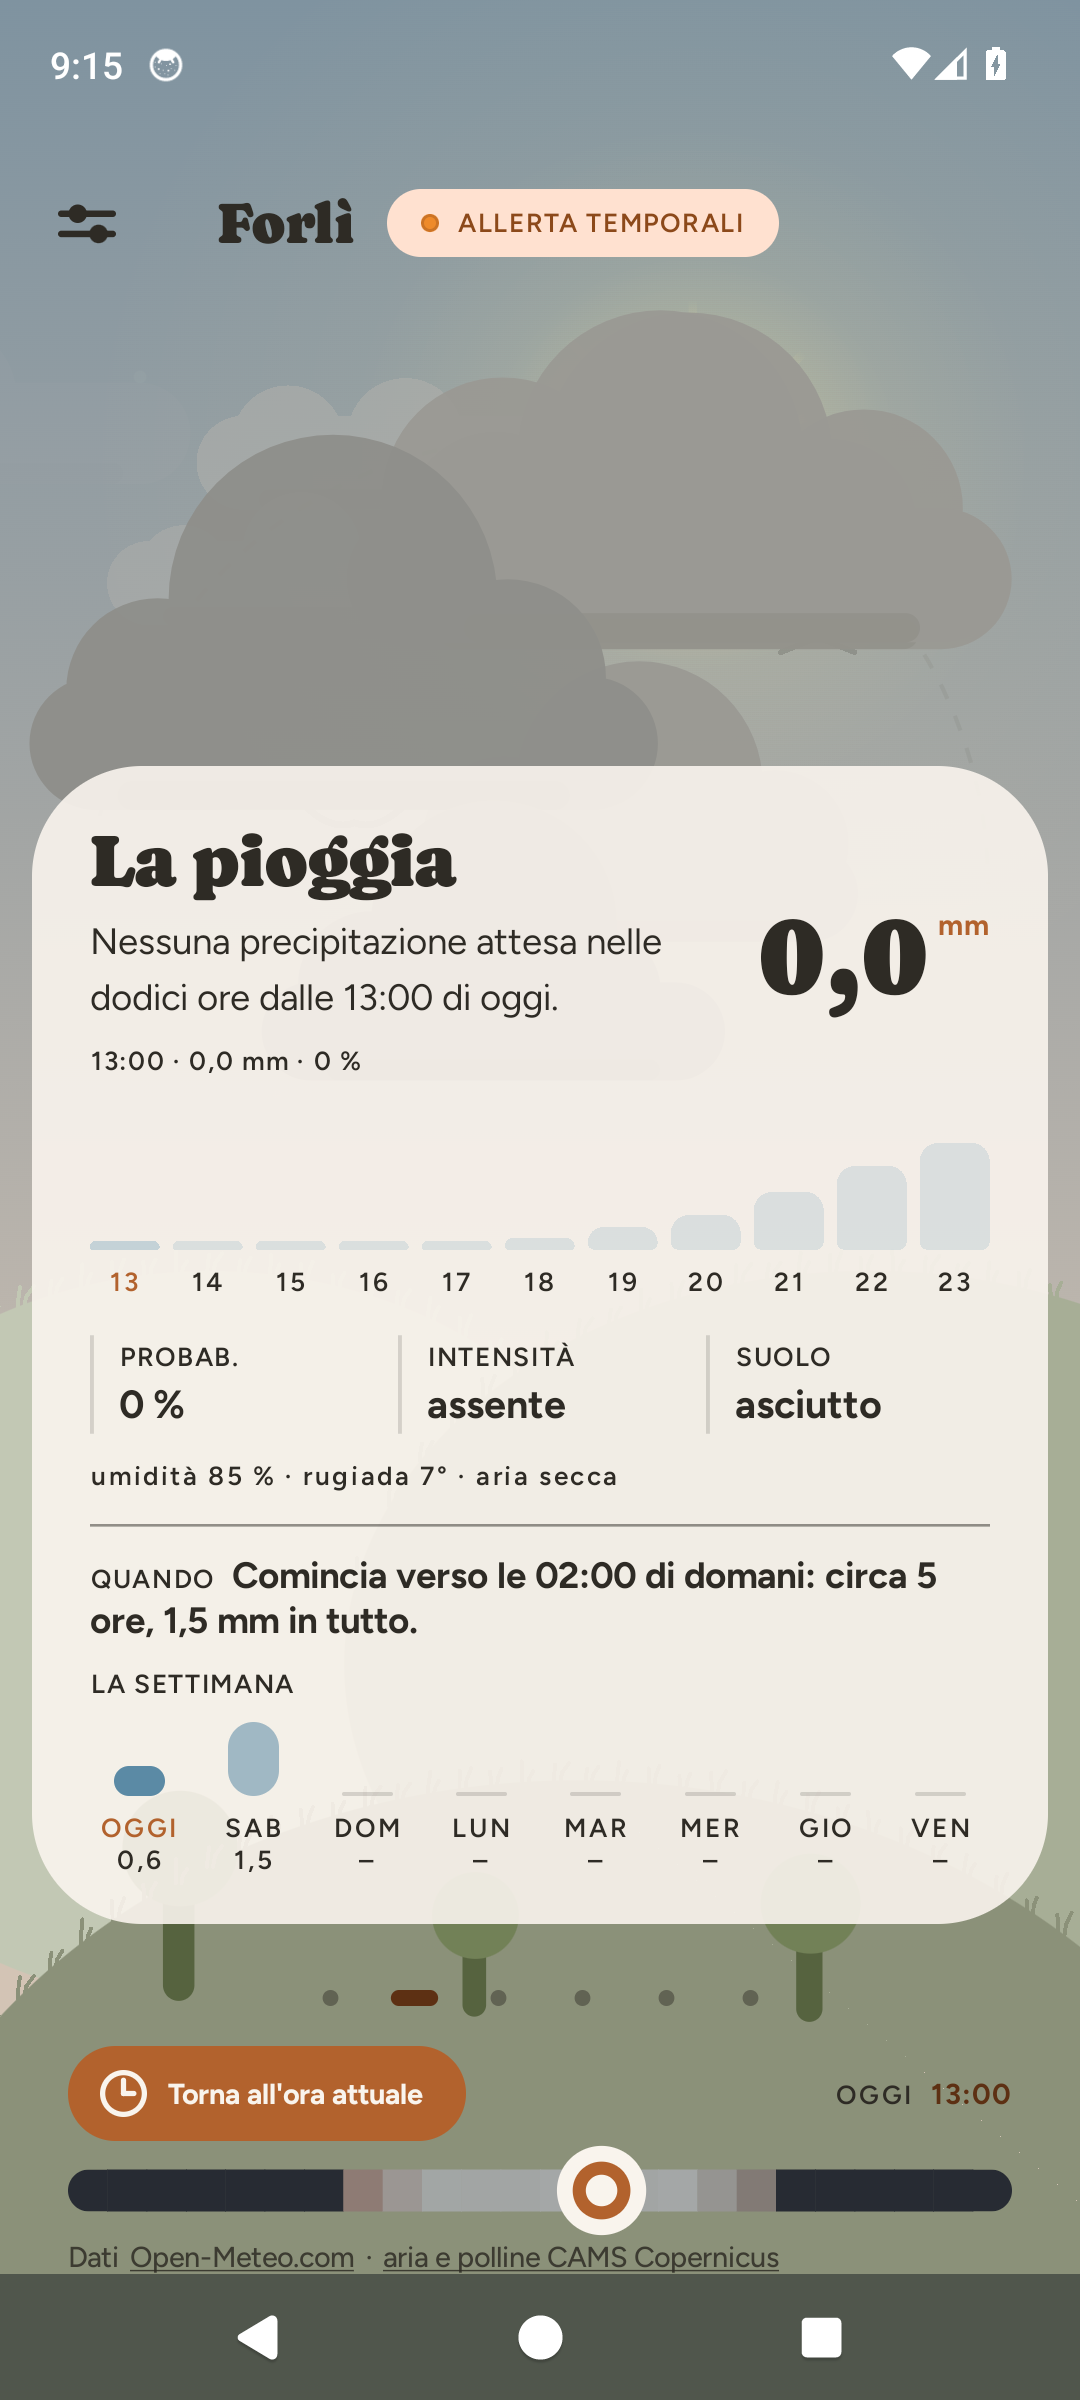 9:15
Forlì
ALLERTA TEMPORALI
La pioggia
Nessuna precipitazione attesa nelle
dodici ore dalle 13:00 di oggi.
0,0 mm
13:00 · 0,0 mm · 0 %
13 14 15 16 17 18 19 20 21 22 23
PROBAB. INTENSITÀ SUOLO
0 % assente asciutto
umidità 85 % · rugiada 7° · aria secca
QUANDO Comincia verso le 02:00 di domani: circa 5
ore, 1,5 mm in tutto.
LA SETTIMANA
OGGI SAB DOM LUN MAR MER GIO VEN
0,6 1,5 – – – – – –
Torna all'ora attuale
OGGI 13:00
Dati Open-Meteo.com · aria e polline CAMS Copernicus